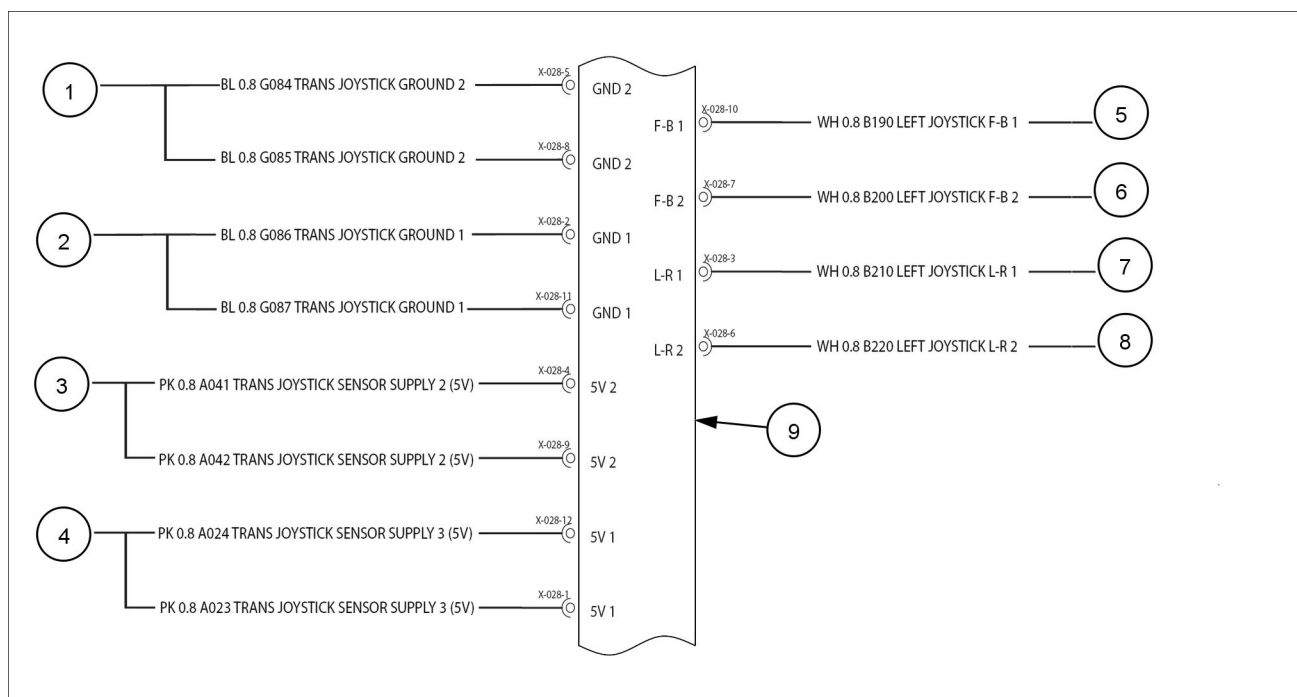 1
BL 0.8 G084 TRANS JOYSTICK GROUND 2
X-028-5
GND 2
BL 0.8 G085 TRANS JOYSTICK GROUND 2
X-028-8
GND 2
2
BL 0.8 G086 TRANS JOYSTICK GROUND 1
X-028-2
GND 1
BL 0.8 G087 TRANS JOYSTICK GROUND 1
X-028-11
GND 1
3
PK 0.8 A041 TRANS JOYSTICK SENSOR SUPPLY 2 (5V)
X-028-4
5V 2
PK 0.8 A042 TRANS JOYSTICK SENSOR SUPPLY 2 (5V)
X-028-9
5V 2
4
PK 0.8 A024 TRANS JOYSTICK SENSOR SUPPLY 3 (5V)
X-028-12
5V 1
PK 0.8 A023 TRANS JOYSTICK SENSOR SUPPLY 3 (5V)
X-028-1
5V 1
F-B 1
X-028-10
WH 0.8 B190 LEFT JOYSTICK F-B 1
5
F-B 2
X-028-7
WH 0.8 B200 LEFT JOYSTICK F-B 2
6
L-R 1
X-028-3
WH 0.8 B210 LEFT JOYSTICK L-R 1
7
L-R 2
X-028-6
WH 0.8 B220 LEFT JOYSTICK L-R 2
8
9